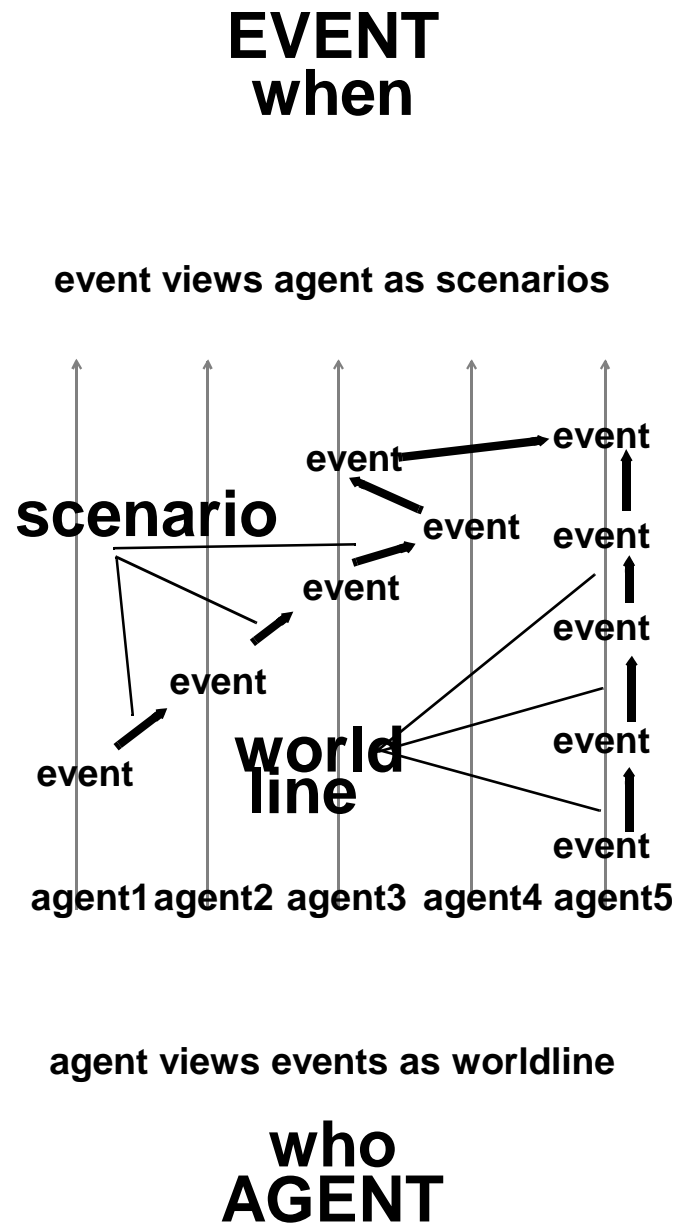 EVENT
when
event views agent as scenarios
event
event
scenario
event
event
event
event
event
world
line
event
event
event
agent1 agent2 agent3 agent4 agent5
agent views events as worldline
who
AGENT